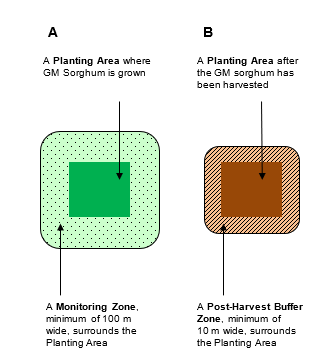 A
A Planting Area where
GM Sorghum is grown
A Monitoring Zone,
minimum of 100 m
wide, surrounds the
Planting Area
B
A Planting Area after
the GM sorghum has
been harvested
A Post-Harvest Buffer
Zone, minimum of
10 m wide, surrounds
the Planting Area